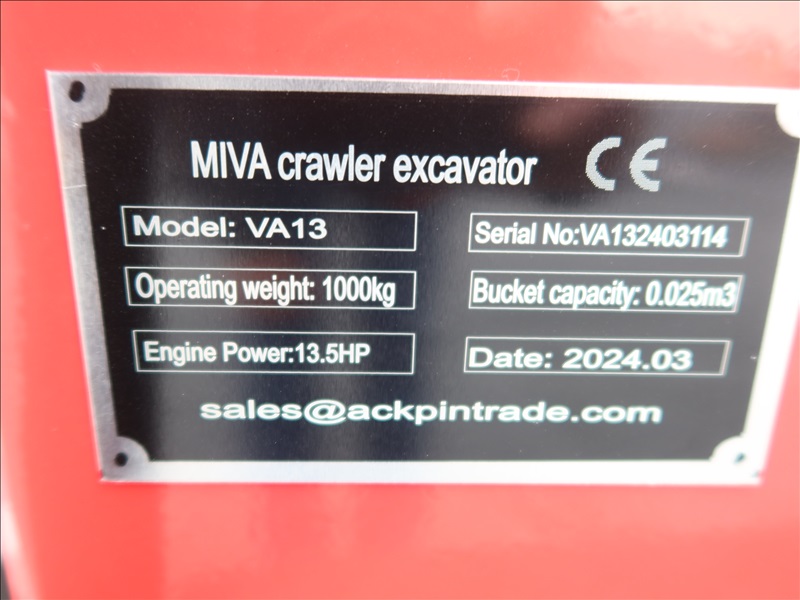 MIVA crawler excavator CE
Model: VA13
Serial No:VA132403114
Operating weight: 1000kg
Bucket capacity: 0.025m3
Engine Power:13.5HP
Date: 2024.03
sales@ackpintrade.com